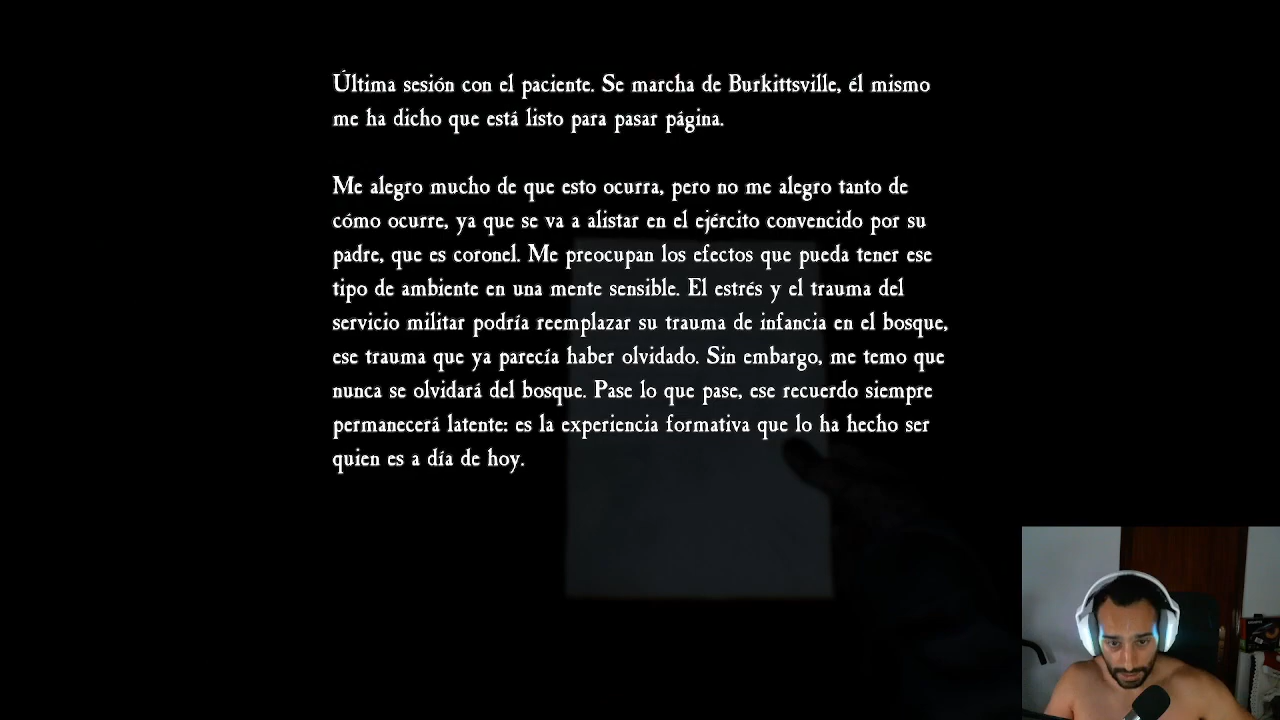 Última sesión con el paciente. Se marcha de Burkittsville, él mismo
me ha dicho que está listo para pasar página.
Me alegro mucho de que esto ocurra, pero no me alegro tanto de
cómo ocurre, ya que se va a alistar en el ejército convencido por su
padre, que es coronel. Me preocupan los efectos que pueda tener ese
tipo de ambiente en una mente sensible. El estrés y el trauma del
servicio militar podría reemplazar su trauma de infancia en el bosque,
ese trauma que ya parecía haber olvidado. Sin embargo, me temo que
nunca se olvidará del bosque. Pase lo que pase, ese recuerdo siempre
permanecerá latente: es la experiencia formativa que lo ha hecho ser
quien es a día de hoy.